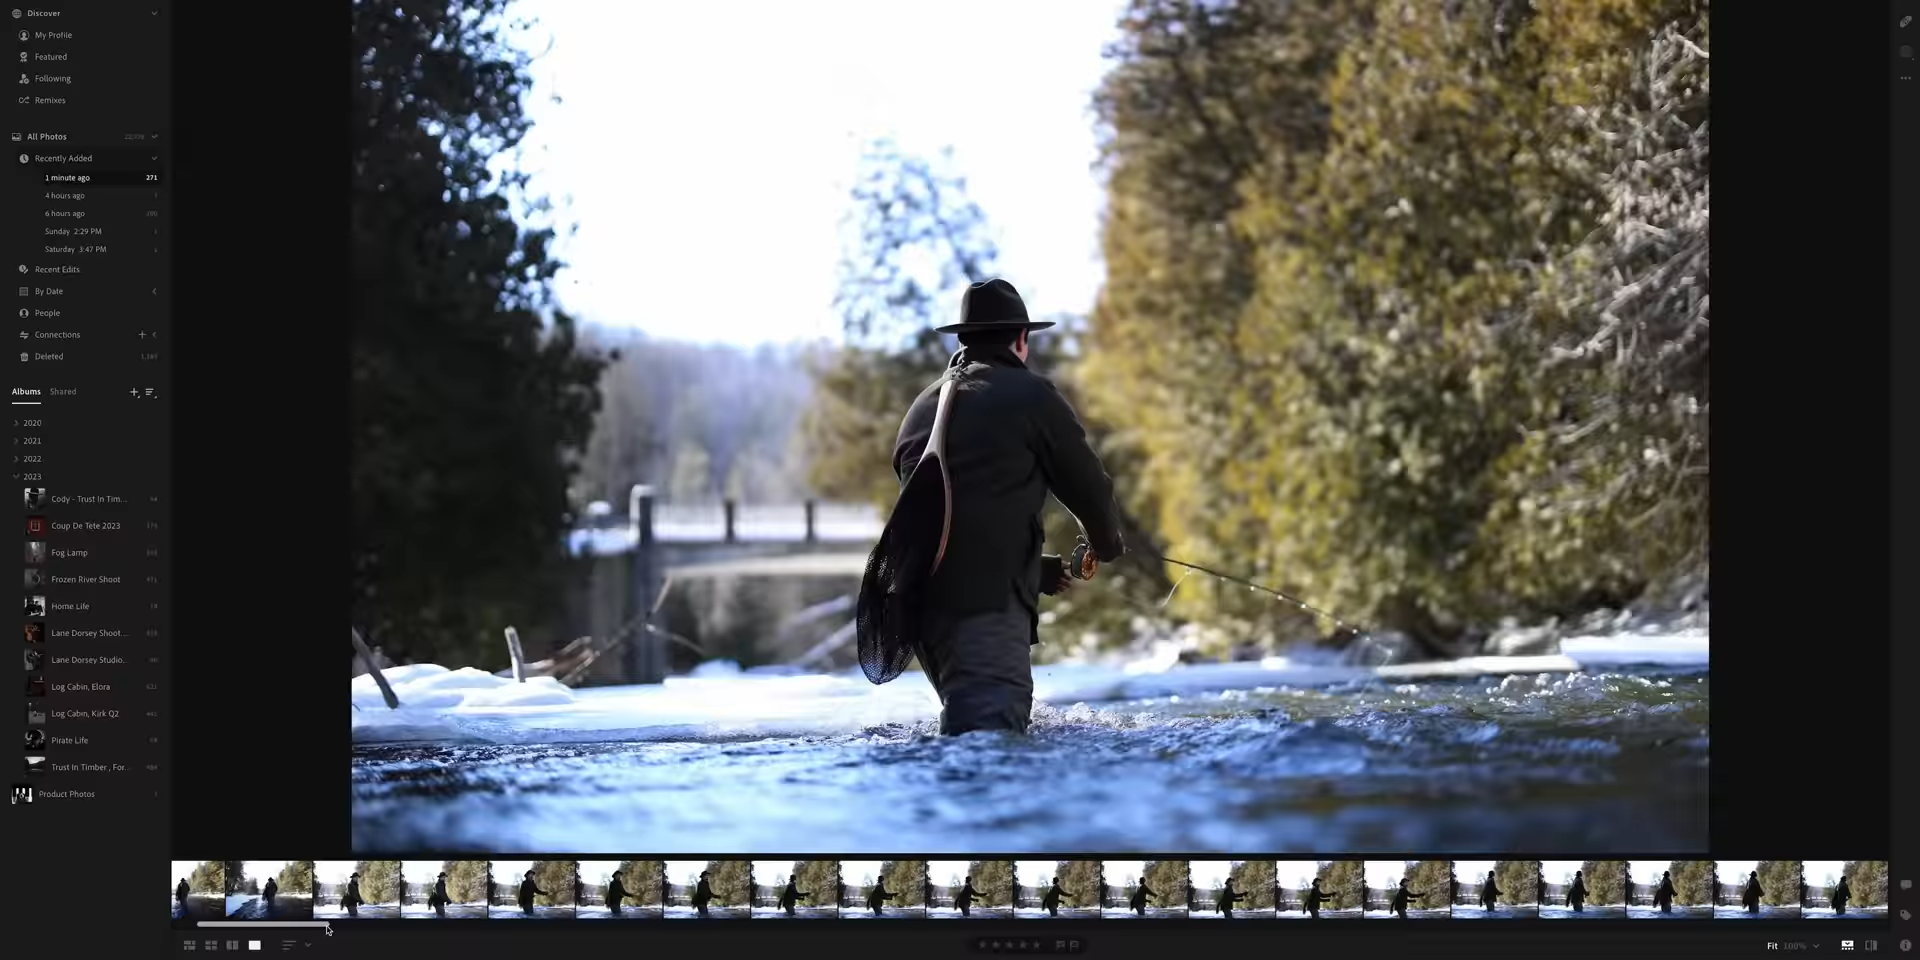 Discover
My Profile
Featured
Following
Remixes
All Photos
Recently Added
1 minute ago 271
4 hours ago
6 hours ago
Sunday 2:29 PM
Saturday 3:47 PM
Recent Edits
By Date
People
Connections
Deleted
Albums Shared
2020
2021
2022
2023
Cody - Trust In Tim...
Coup De Tete 2023
Fog Lamp
Frozen River Shoot
Home Life
Lane Dorsey Shoot...
Lane Dorsey Studio...
Log Cabin, Elora
Log Cabin, Kirk Q2
Pirate Life
Trust In Timber , For...
Product Photos
Fit 100%